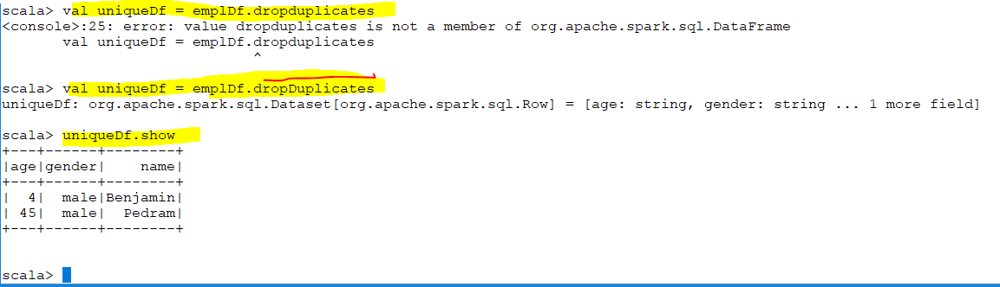 scala> val uniqueDf = emplDf.dropduplicates
<console>:25: error: value dropduplicates is not a member of org.apache.spark.sql.DataFrame
       val uniqueDf = emplDf.dropduplicates
                             ^
scala> val uniqueDf = emplDf.dropDuplicates
uniqueDf: org.apache.spark.sql.Dataset[org.apache.spark.sql.Row] = [age: string, gender: string ... 1 more field]
scala> uniqueDf.show
+---+------+--------+
|age|gender|    name|
+---+------+--------+
|  4|  male|Benjamin|
| 45|  male|  Pedram|
+---+------+--------+
scala>